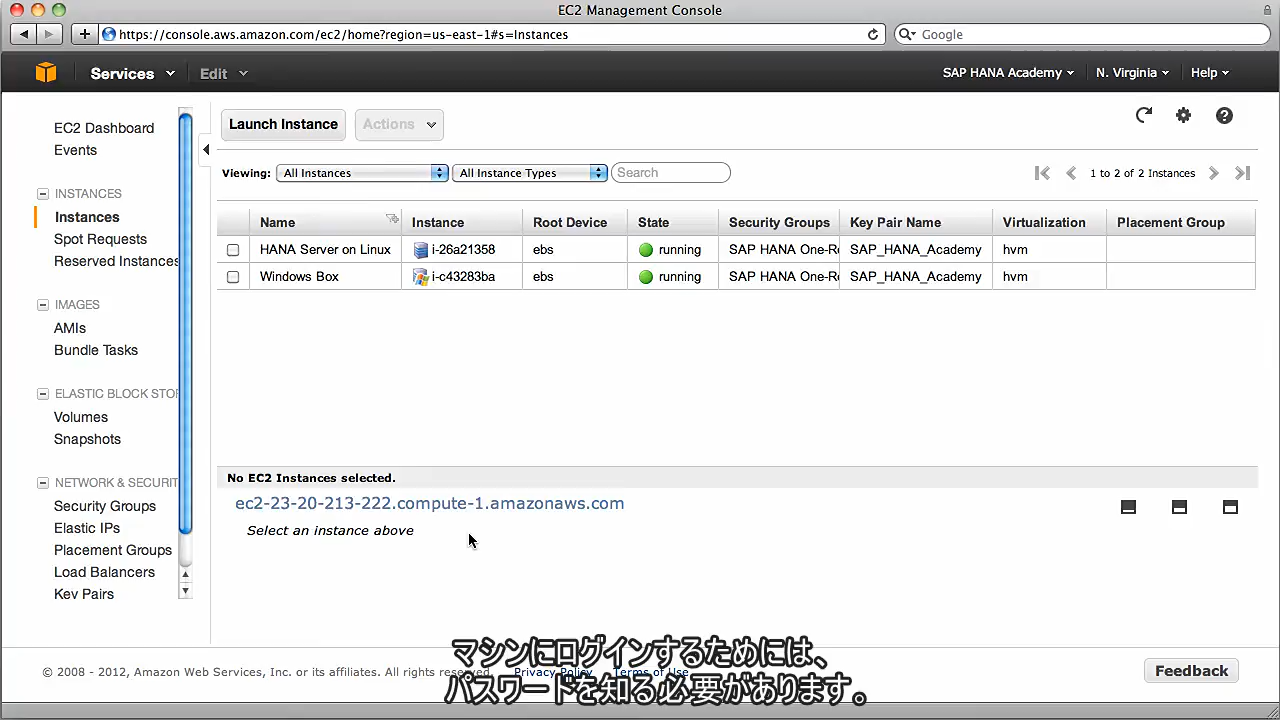 EC2 Management Console
https://console.aws.amazon.com/ec2/home?region=us-east-1#s=Instances
Google
Services
Edit
SAP HANA Academy
N. Virginia
Help
EC2 Dashboard
Events
INSTANCES
Instances
Spot Requests
Reserved Instances
IMAGES
AMIs
Bundle Tasks
ELASTIC BLOCK STO
Volumes
Snapshots
NETWORK & SECURIT
Security Groups
Elastic IPs
Placement Groups
Load Balancers
Key Pairs
Launch Instance
Actions
Viewing: All Instances All Instance Types Search
1 to 2 of 2 Instances
Name Instance Root Device State Security Groups Key Pair Name Virtualization Placement Group
HANA Server on Linux i-26a21358 ebs running SAP HANA One-Re SAP_HANA_Academy hvm
Windows Box i-c43283ba ebs running SAP HANA One-Re SAP_HANA_Academy hvm
No EC2 Instances selected.
ec2-23-20-213-222.compute-1.amazonaws.com
Select an instance above
© 2008 - 2012, Amazon Web Services, Inc. or its affiliates. All rights reserved. Privacy Policy Terms of Use
Feedback
マシンにログインするためには、
パスワードを知る必要があります。